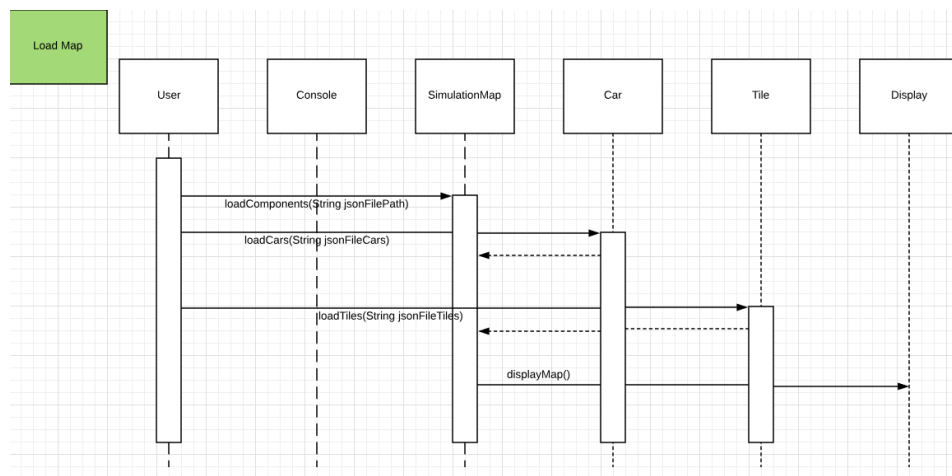 Load Map
User
Console
SimulationMap
Car
Tile
Display
loadComponents(String jsonFilePath)
loadCars(String jsonFileCars)
loadTiles(String jsonFileTiles)
displayMap()